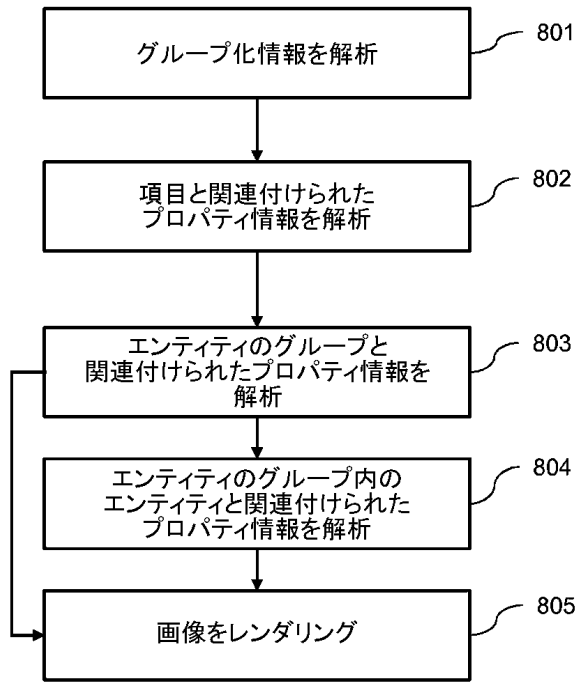 グループ化情報を解析
801
項目と関連付けられた
プロパティ情報を解析
802
エンティティのグループと
関連付けられたプロパティ情報を
解析
803
エンティティのグループ内の
エンティティと関連付けられた
プロパティ情報を解析
804
画像をレンダリング
805